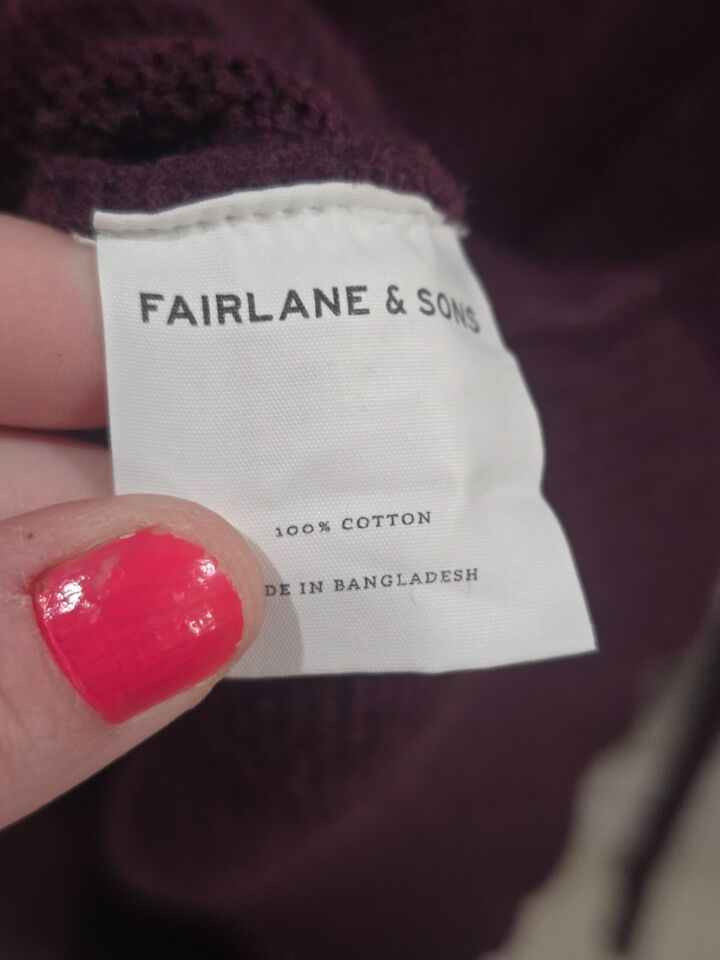 FAIRLANE & SONS
100% COTTON
DE IN BANGLADESH